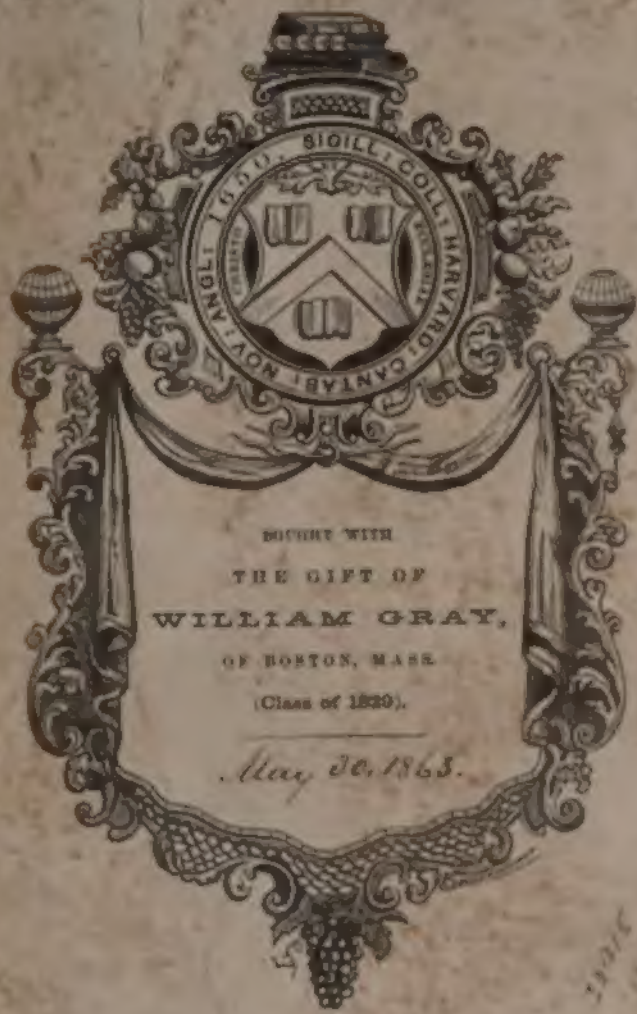 SIGILL: COLL: HARVARD: CANTAB: NOV: ANGL: 1650.
BOUGHT WITH
THE GIFT OF
WILLIAM GRAY,
OF BOSTON, MASS.
(Class of 1829).
May 30, 1863.